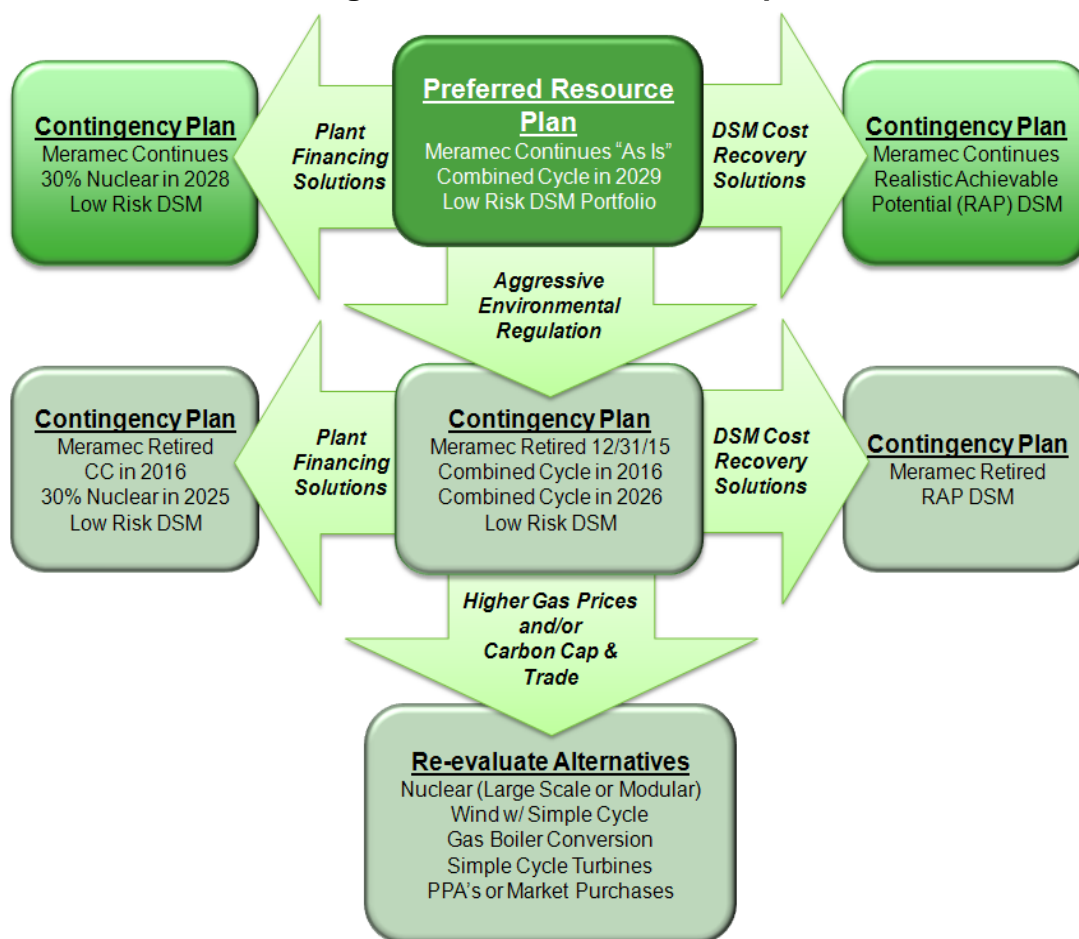 Preferred Resource
Plan
Meramec Continues "As Is"
Combined Cycle in 2029
Low Risk DSM Portfolio
Contingency Plan
Meramec Continues
30% Nuclear in 2028
Low Risk DSM
Plant
Financing
Solutions
DSM Cost
Recovery
Solutions
Contingency Plan
Meramec Continues
Realistic Achievable
Potential (RAP) DSM
Aggressive
Environmental
Regulation
Contingency Plan
Meramec Retired
CC in 2016
30% Nuclear in 2025
Low Risk DSM
Plant
Financing
Solutions
Contingency Plan
Meramec Retired 12/31/15
Combined Cycle in 2016
Combined Cycle in 2026
Low Risk DSM
DSM Cost
Recovery
Solutions
Contingency Plan
Meramec Retired
RAP DSM
Higher Gas Prices
and/or
Carbon Cap &
Trade
Re-evaluate Alternatives
Nuclear (Large Scale or Modular)
Wind w/ Simple Cycle
Gas Boiler Conversion
Simple Cycle Turbines
PPA's or Market Purchases